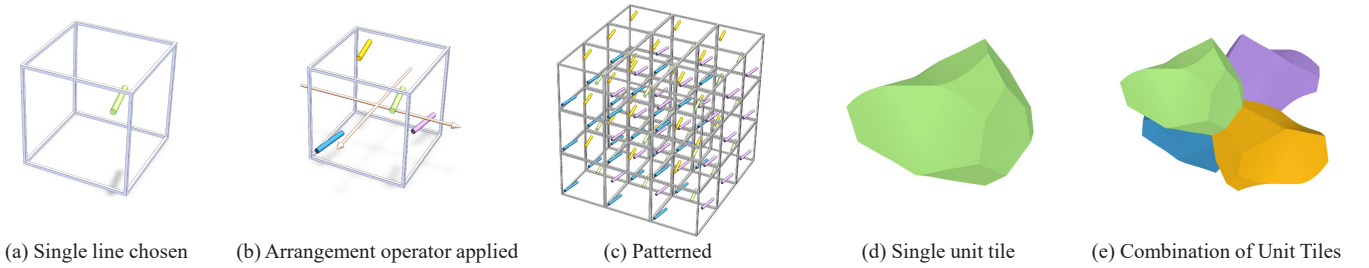 (a) Single line chosen
(b) Arrangement operator applied
(c) Patterned
(d) Single unit tile
(e) Combination of Unit Tiles